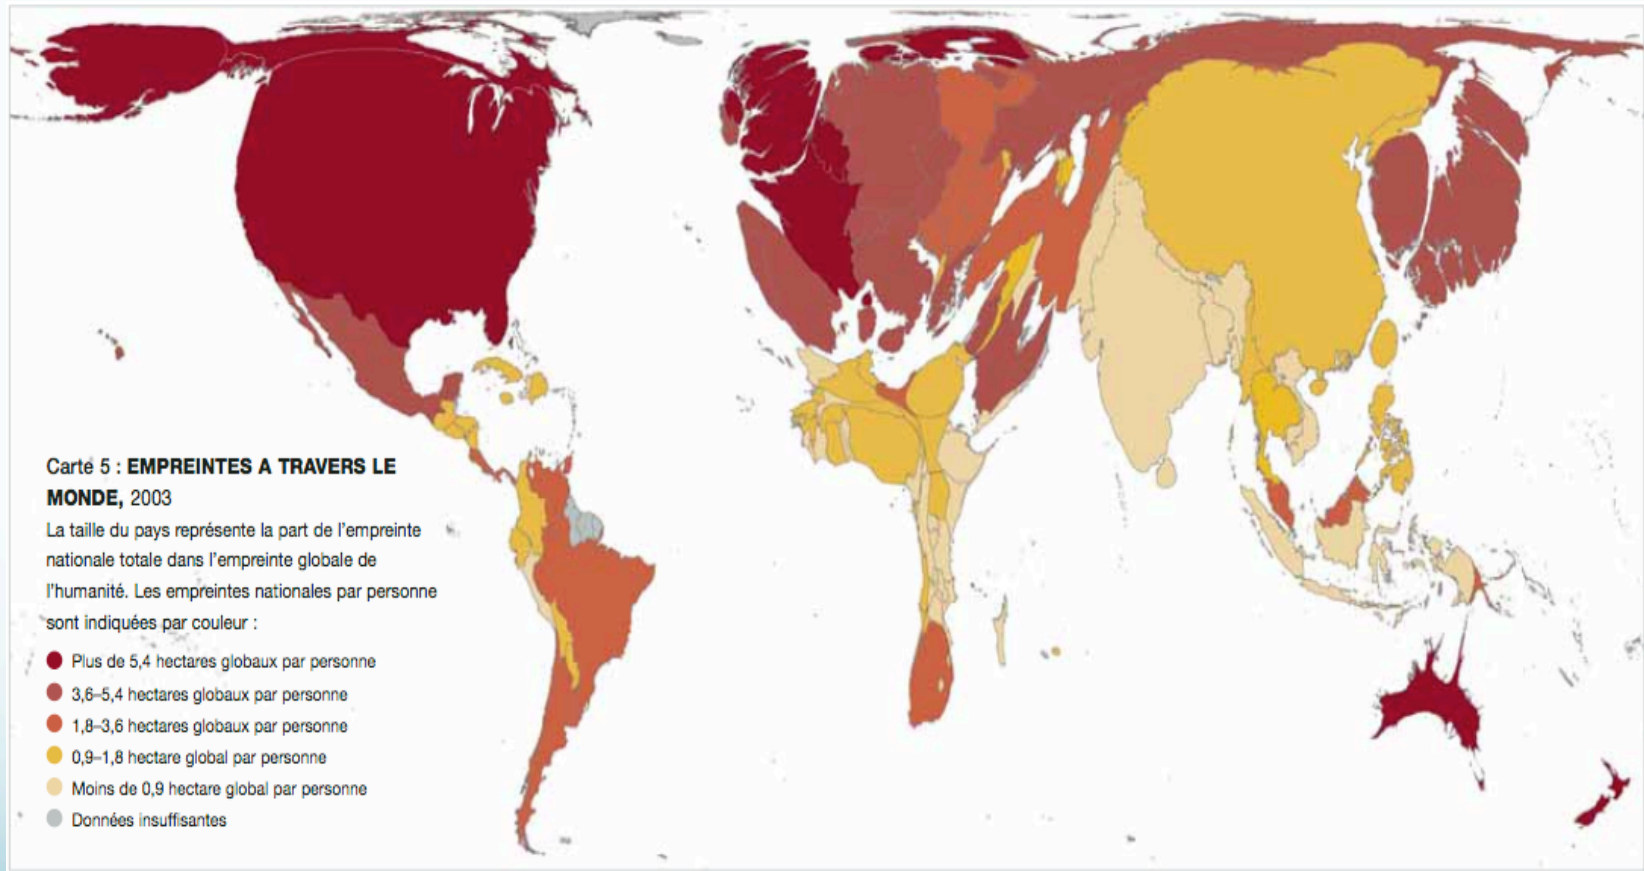 Carte 5 : EMPREINTES A TRAVERS LE
MONDE, 2003
La taille du pays représente la part de l'empreinte
nationale totale dans l'empreinte globale de
l'humanité. Les empreintes nationales par personne
sont indiquées par couleur :
Plus de 5,4 hectares globaux par personne
3,6–5,4 hectares globaux par personne
1,8–3,6 hectares globaux par personne
0,9–1,8 hectare global par personne
Moins de 0,9 hectare global par personne
Données insuffisantes